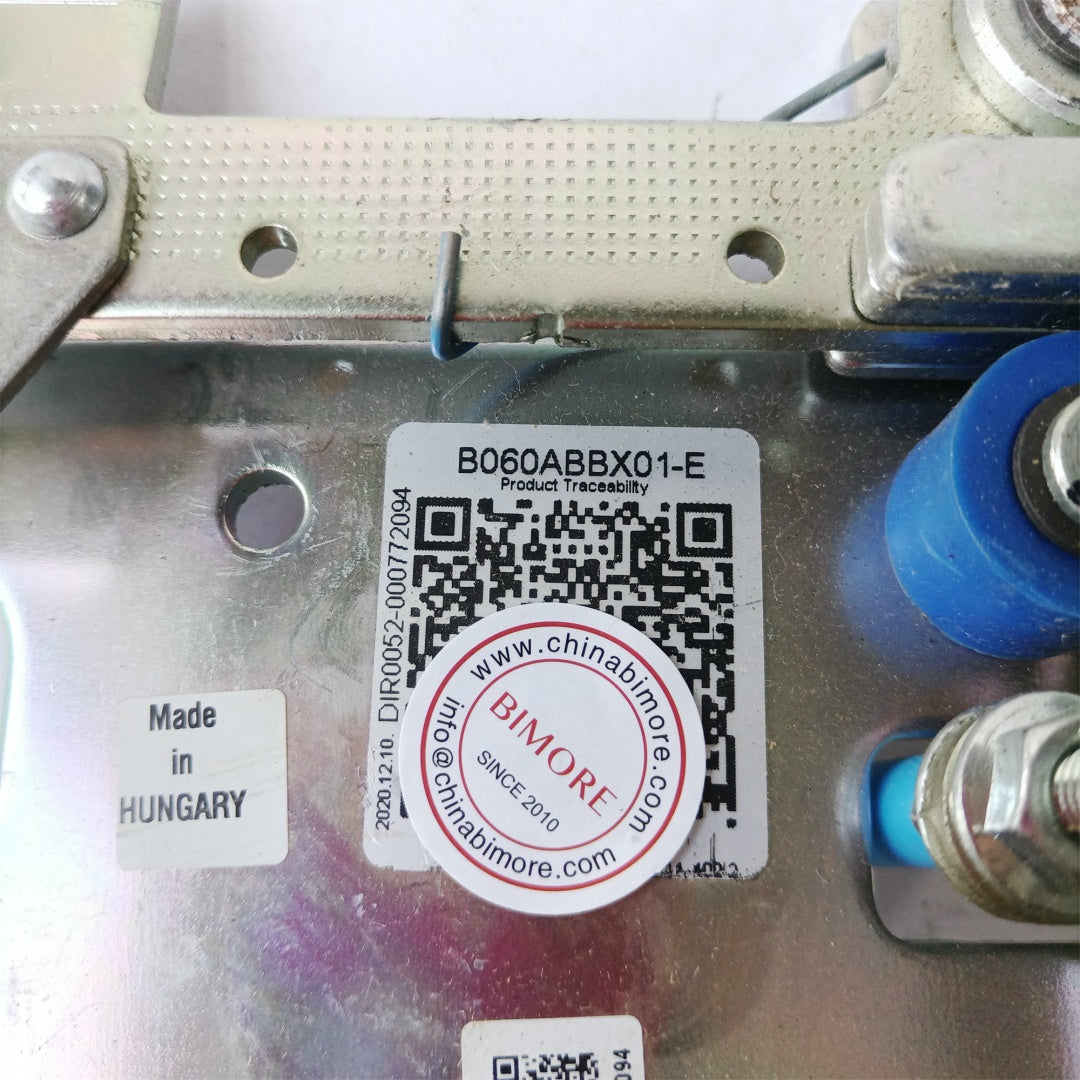 B060ABBX01-E
Product Traceability
2020.12.10. DIR0052-000772094
www.chinabimore.com
BIMORE
SINCE 2010
info@chinabimore.com
Made
in
HUNGARY
094